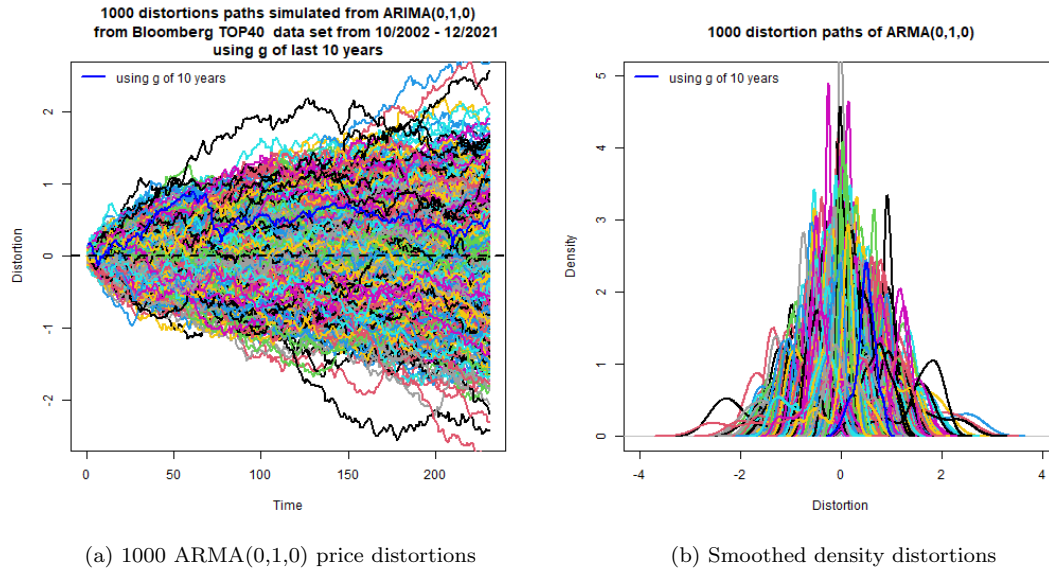 1000 distortions paths simulated from ARIMA(0,1,0)
from Bloomberg TOP40 data set from 10/2002 - 12/2021
using g of last 10 years
using g of 10 years
Distortion
2
1
0
-1
-2
0 50 100 150 200
Time
(a) 1000 ARMA(0,1,0) price distortions
1000 distortion paths of ARMA(0,1,0)
using g of 10 years
Density
5
4
3
2
1
0
-4 -2 0 2 4
Distortion
(b) Smoothed density distortions